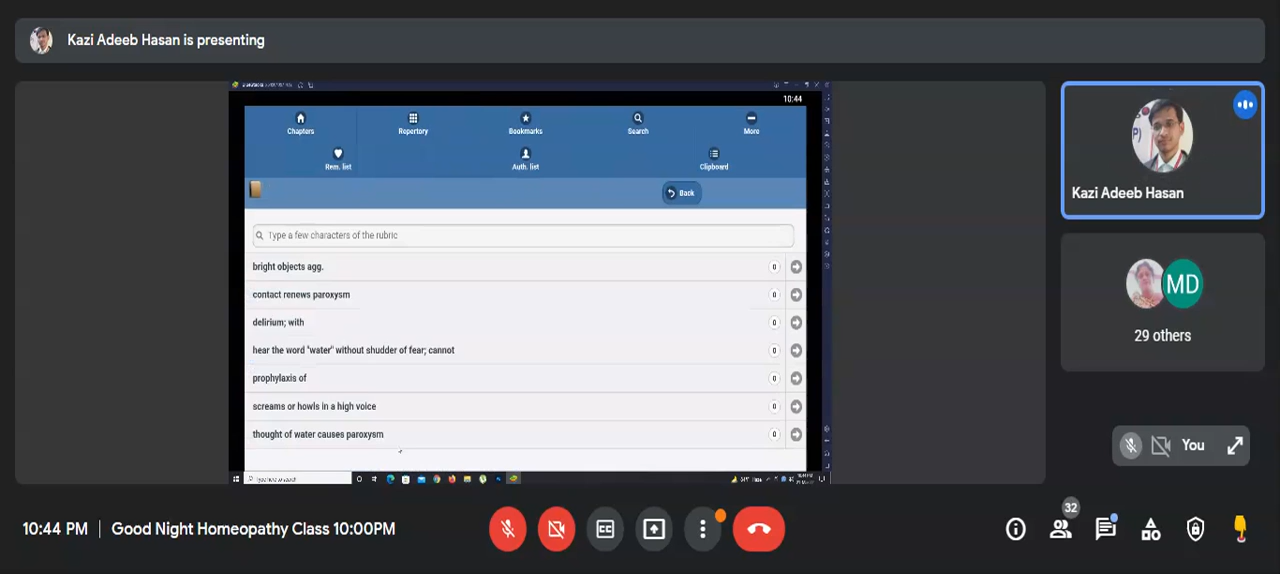 Kazi Adeeb Hasan is presenting
10:44
Chapters
Repertory
Bookmarks
Search
More
Rem. list
Auth. list
Clipboard
Back
Type a few characters of the rubric
bright objects agg.
0
contact renews paroxysm
0
delirium; with
0
hear the word "water" without shudder of fear; cannot
0
prophylaxis of
0
screams or howls in a high voice
0
thought of water causes paroxysm
0
Type here to search
Kazi Adeeb Hasan
MD
29 others
You
10:44 PM
Good Night Homeopathy Class 10:00PM
32